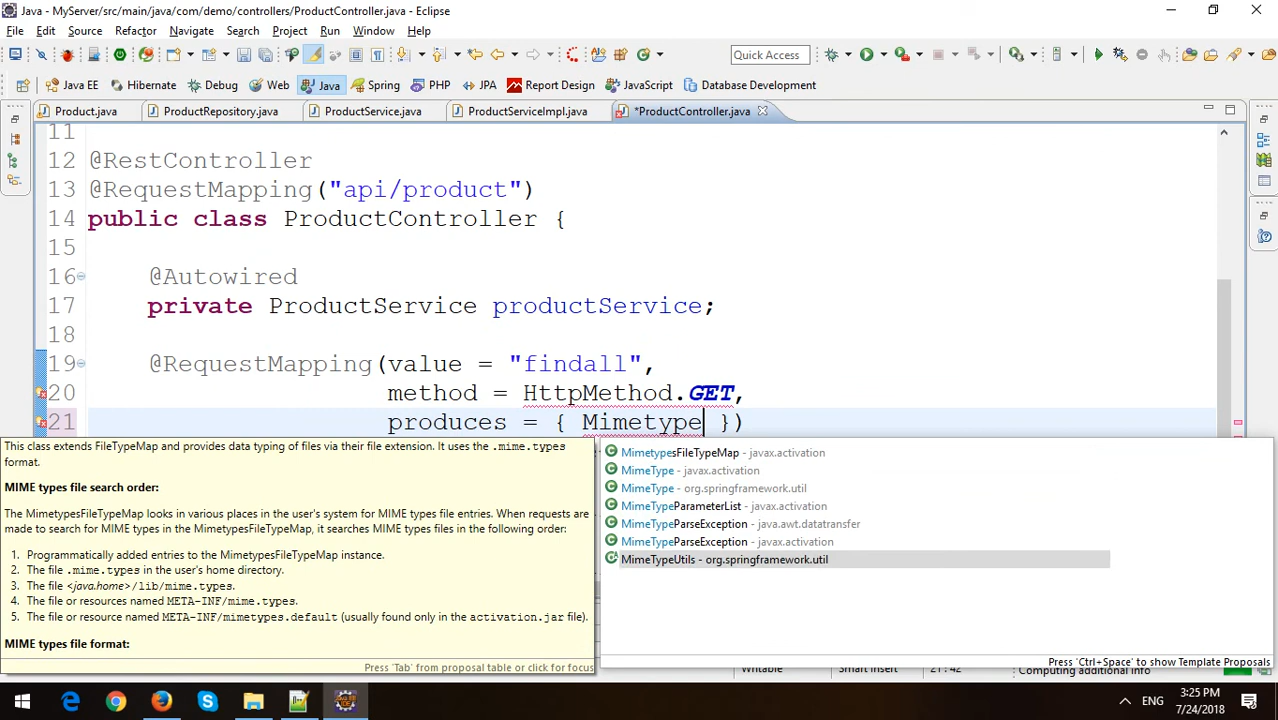 Java - MyServer/src/main/java/com/demo/controllers/ProductController.java - Eclipse
File Edit Source Refactor Navigate Search Project Run Window Help
Quick Access
Java EE Hibernate Debug Web Java Spring PHP JPA Report Design JavaScript Database Development
Product.java ProductRepository.java ProductService.java ProductServiceImpl.java *ProductController.java
11
12 @RestController
13 @RequestMapping("api/product")
14 public class ProductController {
15
16 @Autowired
17 private ProductService productService;
18
19 @RequestMapping(value = "findall",
20 method = HttpMethod.GET,
21 produces = { Mimetype })
This class extends FileTypeMap and provides data typing of files via their file extension. It uses the .mime.types
format.
MIME types file search order:
The MimetypesFileTypeMap looks in various places in the user's system for MIME types file entries. When requests are
made to search for MIME types in the MimetypesFileTypeMap, it searches MIME types files in the following order:
1. Programmatically added entries to the MimetypesFileTypeMap instance.
2. The file .mime.types in the user's home directory.
3. The file <java.home>/lib/mime.types.
4. The file or resources named META-INF/mime.types.
5. The file or resource named META-INF/mimetypes.default (usually found only in the activation.jar file).
MIME types file format:
Press 'Tab' from proposal table or click for focus
MimetypesFileTypeMap - javax.activation
MimeType - javax.activation
MimeType - org.springframework.util
MimeTypeParameterList - javax.activation
MimeTypeParseException - java.awt.datatransfer
MimeTypeParseException - javax.activation
MimeTypeUtils - org.springframework.util
Press 'Ctrl+Space' to show Template Proposals
Writable Smart Insert 21 : 42 Computing additional info
ENG 3:25 PM
7/24/2018